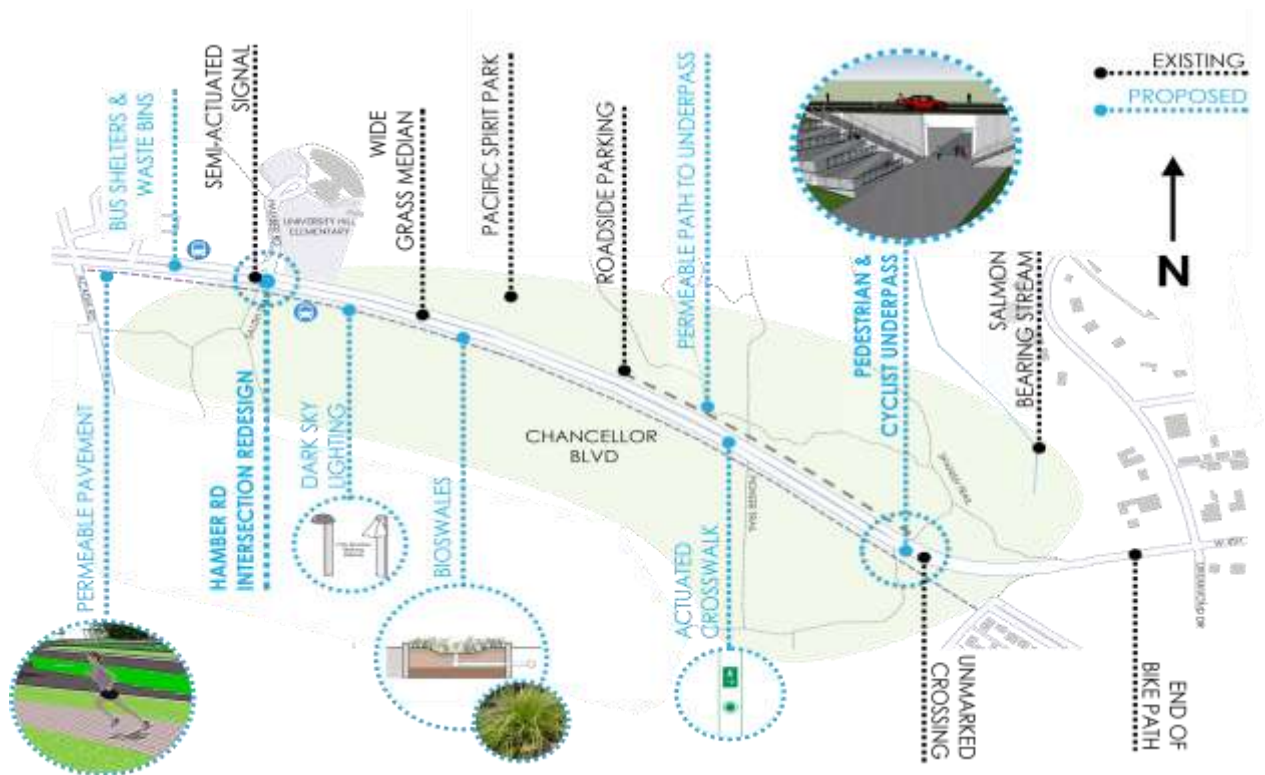 EXISTING
PROPOSED
N
BUS SHELTERS &
WASTE BINS
SEMI-ACTUATED
SIGNAL
WIDE
GRASS MEDIAN
PACIFIC SPIRIT PARK
ROADSIDE PARKING
PERMEABLE PATH TO UNDERPASS
PEDESTRIAN &
CYCLIST UNDERPASS
SALMON
BEARING STREAM
UNIVERSITY HILL
ELEMENTARY
CHANCELLOR
BLVD
PIONEER TRAIL
PERMEABLE PAVEMENT
HAMBER RD
INTERSECTION REDESIGN
DARK SKY
LIGHTING
BIOSWALES
ACTUATED
CROSSWALK
UNMARKED
CROSSING
END OF
BIKE PATH